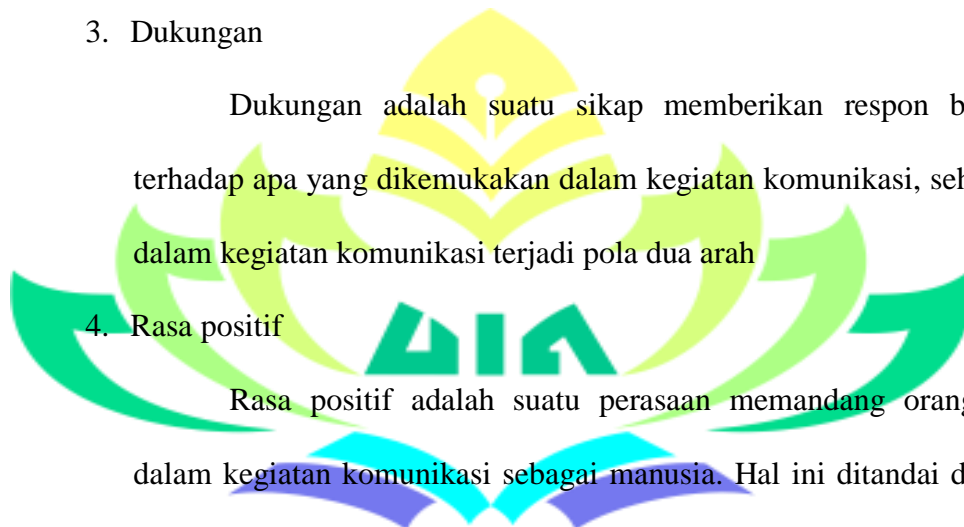 3. Dukungan
Dukungan adalah suatu sikap memberikan respon
terhadap apa yang dikemukakan dalam kegiatan komunikasi,
dalam kegiatan komunikasi terjadi pola dua arah
4. Rasa positif
UIN
Rasa positif adalah suatu perasaan memandang orang
dalam kegiatan komunikasi sebagai manusia. Hal ini ditandai